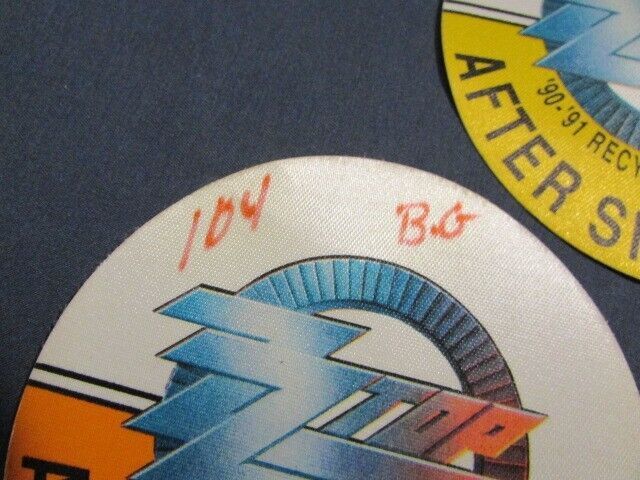 '90-'91 RECY
AFTER S
104 B.G
ZZ TOP